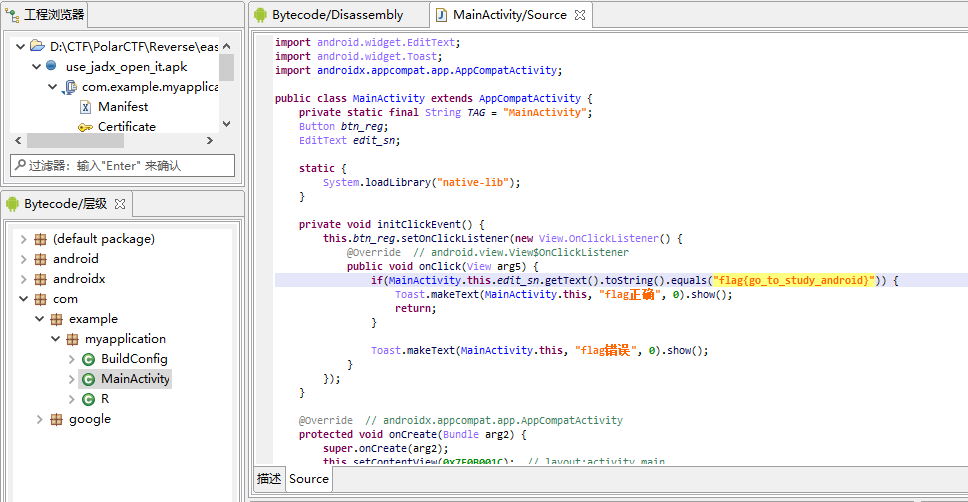 工程浏览器
D:\CTF\PolarCTF\Reverse\eas
use_jadx_open_it.apk
com.example.myapplica
Manifest
Certificate
过滤器: 输入"Enter" 来确认
Bytecode/层级
(default package)
android
androidx
com
example
myapplication
BuildConfig
MainActivity
R
google
Bytecode/Disassembly
MainActivity/Source
import android.widget.EditText;
import android.widget.Toast;
import androidx.appcompat.app.AppCompatActivity;
public class MainActivity extends AppCompatActivity {
private static final String TAG = "MainActivity";
Button btn_reg;
EditText edit_sn;
static {
System.loadLibrary("native-lib");
}
private void initClickEvent() {
this.btn_reg.setOnClickListener(new View.OnClickListener() {
@Override // android.view.View$OnClickListener
public void onClick(View arg5) {
if(MainActivity.this.edit_sn.getText().toString().equals("flag{go_to_study_android}")) {
Toast.makeText(MainActivity.this, "flag正确", 0).show();
return;
}
Toast.makeText(MainActivity.this, "flag错误", 0).show();
}
});
}
@Override // androidx.appcompat.app.AppCompatActivity
protected void onCreate(Bundle arg2) {
super.onCreate(arg2);
this.setContentView(0x7F0B001C); // layout:activity_main
描述
Source